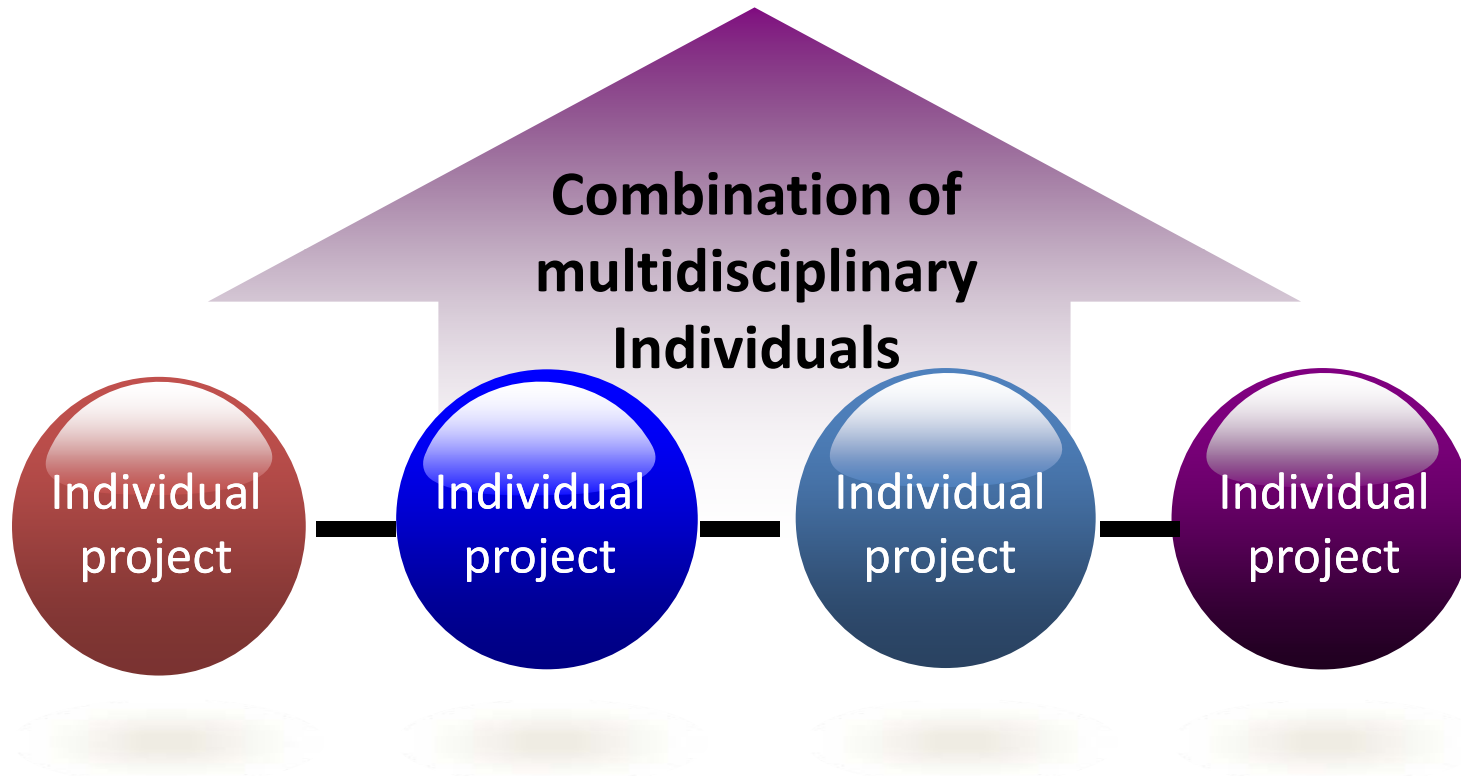 Combination of
multidisciplinary
Individuals
Individual
project
Individual
project
Individual
project
Individual
project